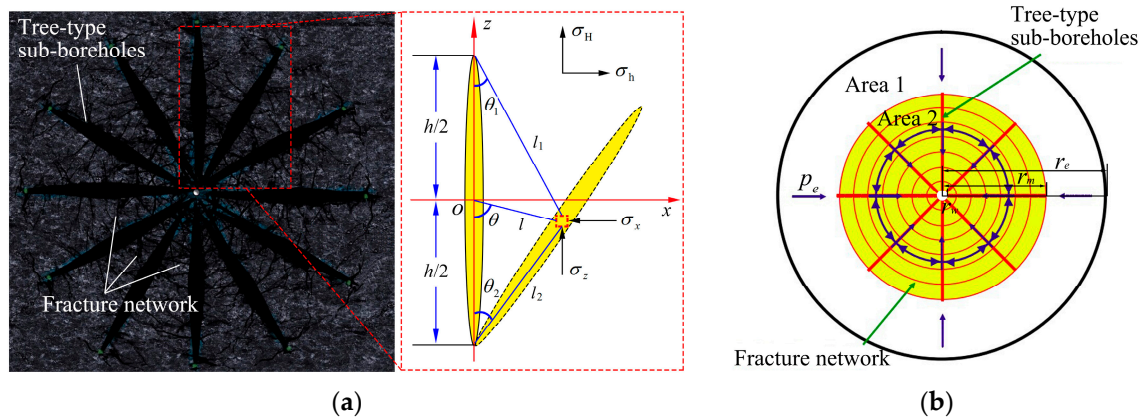 Tree-type
sub-boreholes
Fracture network
z
σH
σh
θ1
h/2
l1
O
θ
l
x
σx
σz
h/2
θ2
l2
(a)
Tree-type
sub-boreholes
Area 1
Area 2
re
rm
pe
rw
Fracture network
(b)